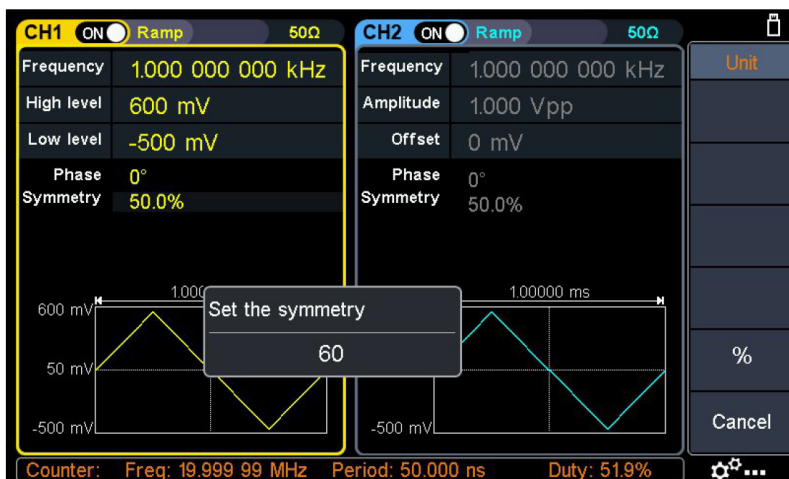 CH1 ON Ramp 50Ω
Frequency 1.000 000 000 kHz
High level 600 mV
Low level -500 mV
Phase 0°
Symmetry 50.0%
600 mV
50 mV
-500 mV
CH2 ON Ramp 50Ω
Frequency 1.000 000 000 kHz
Amplitude 1.000 Vpp
Offset 0 mV
Phase 0°
Symmetry 50.0%
1.00000 ms
-500 mV
Set the symmetry
60
Unit
%
Cancel
Counter: Freq: 19.999 99 MHz Period: 50.000 ns Duty: 51.9%